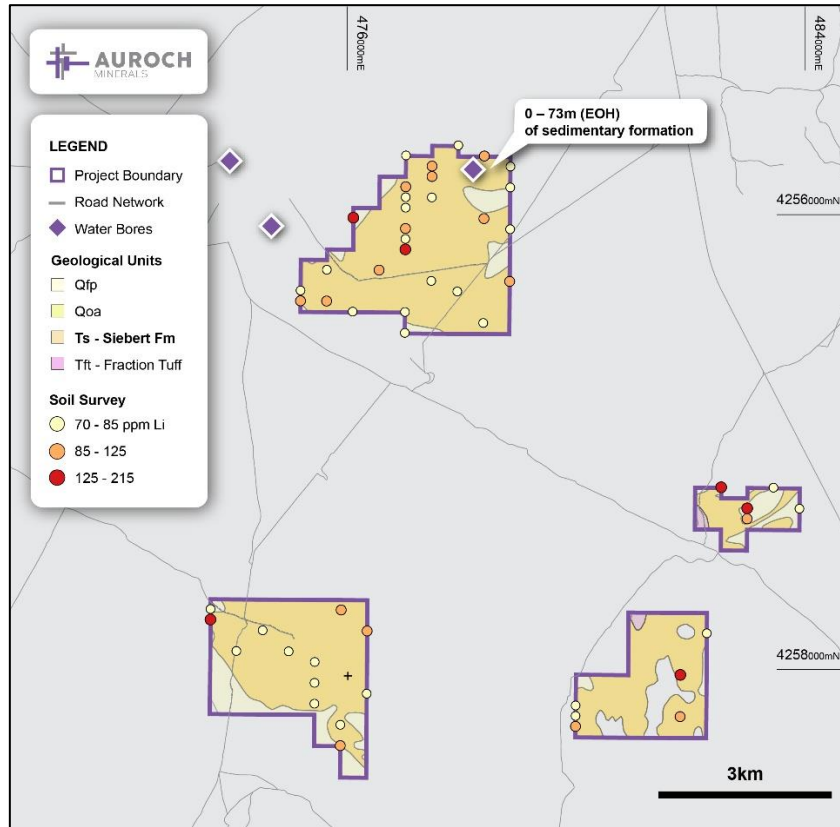 AUROCH
MINERALS
476000mE
484000mE
0 – 73m (EOH)
of sedimentary formation
LEGEND
Project Boundary
Road Network
Water Bores
Geological Units
Qfp
Qoa
Ts - Siebert Fm
Tft - Fraction Tuff
Soil Survey
70 - 85 ppm Li
85 - 125
125 - 215
4256000mN
4258000mN
3km